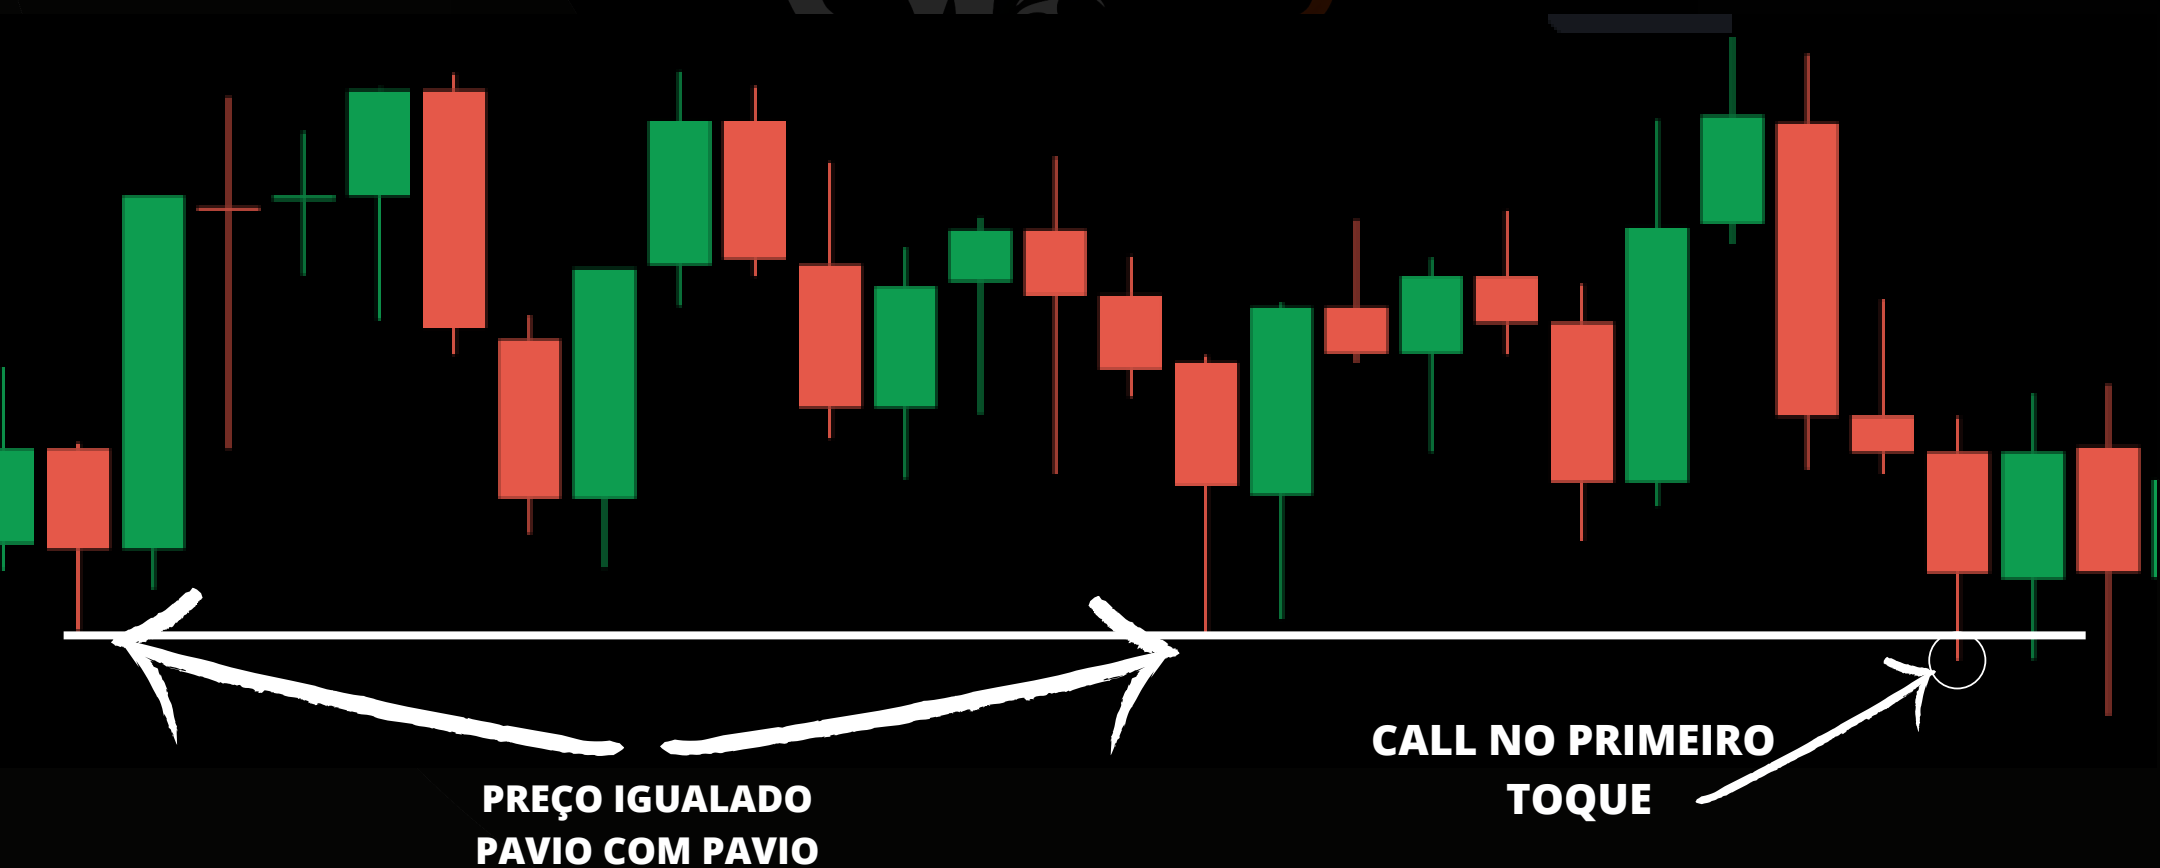 PREÇO IGUALADO
PAVIO COM PAVIO
CALL NO PRIMEIRO
TOQUE